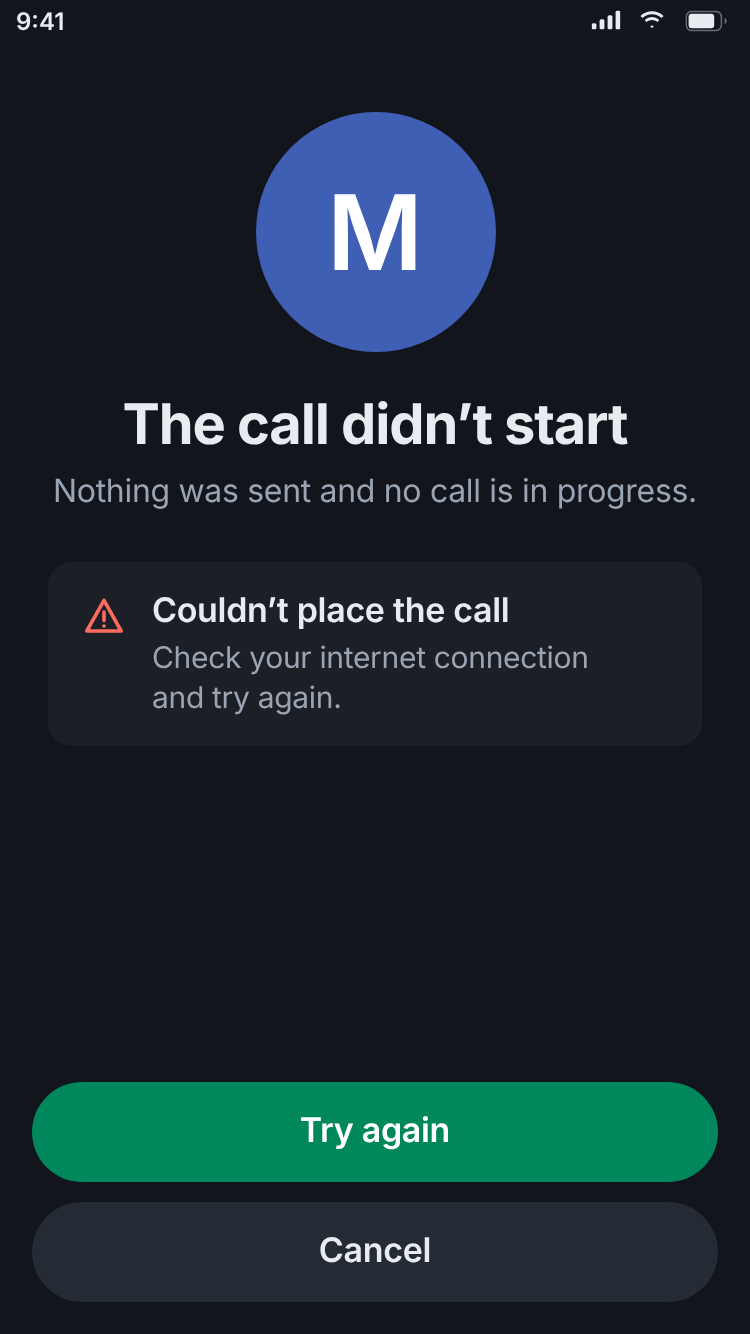 9:41
M
The call didn’t start
Nothing was sent and no call is in progress.
Couldn’t place the call
Check your internet connection
and try again.
Try again
Cancel